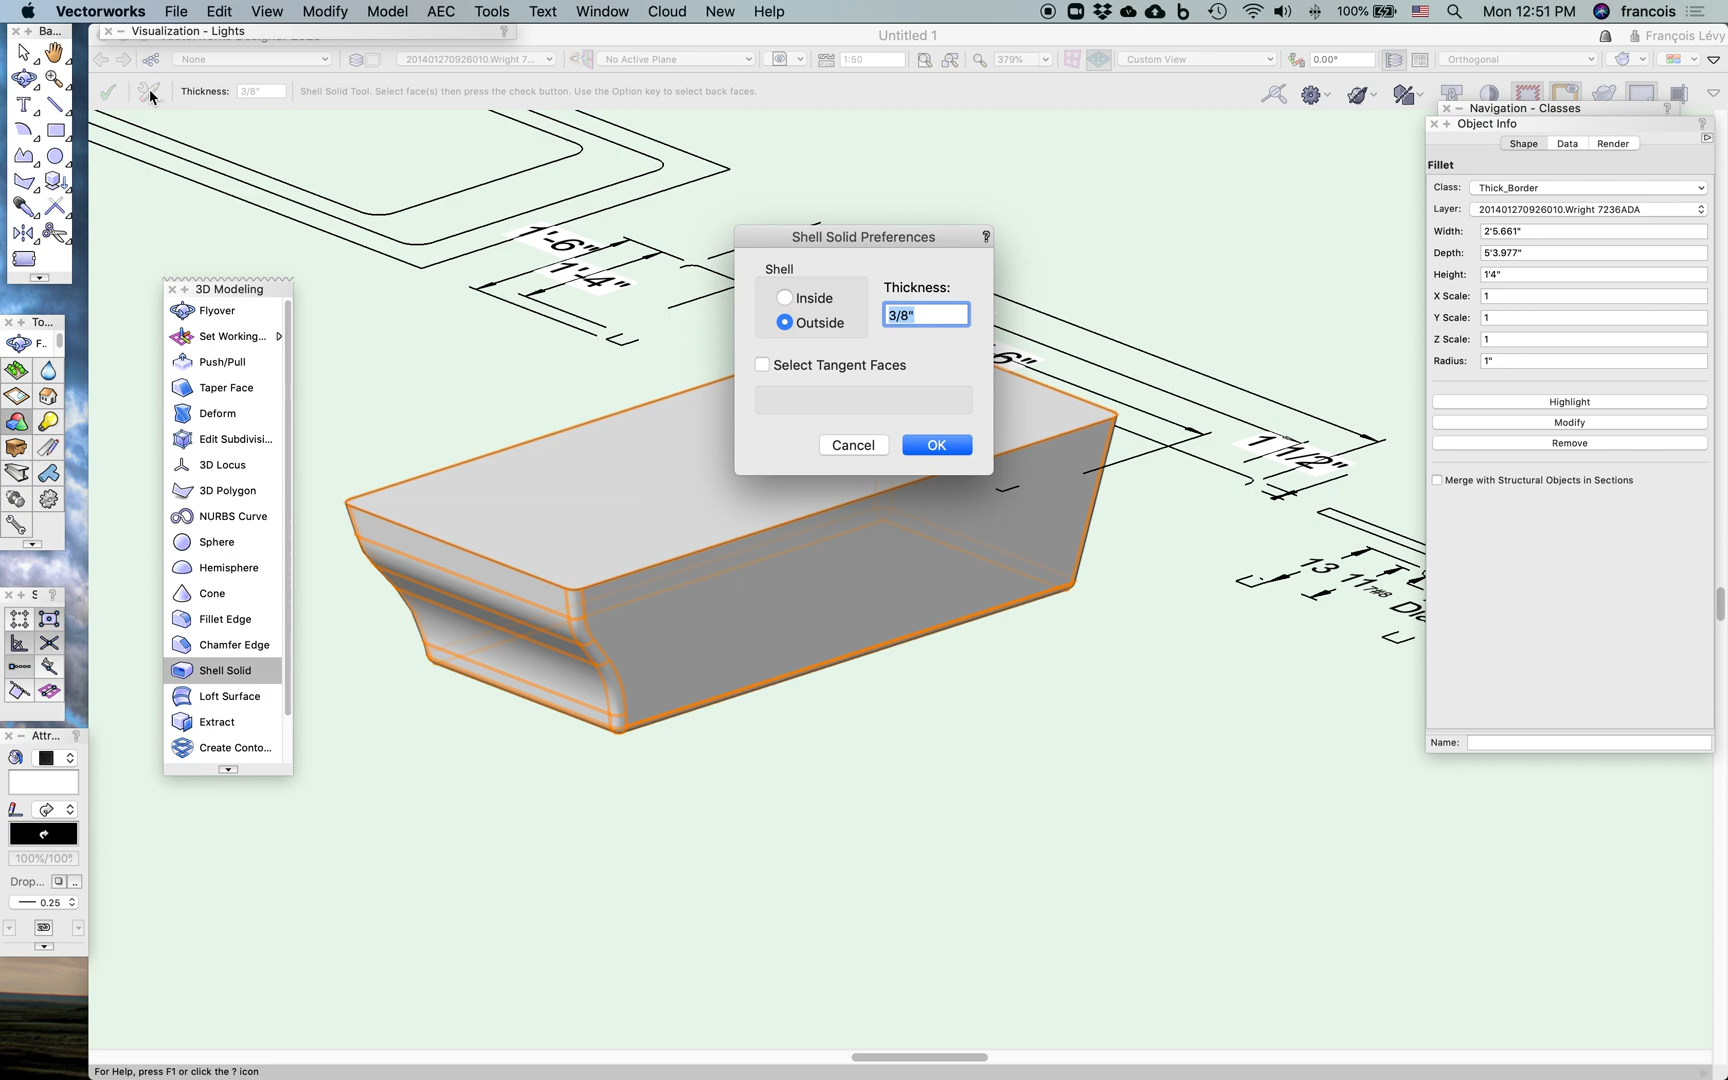 Vectorworks File Edit View Modify Model AEC Tools Text Window Cloud New Help 100% Mon 12:51 PM francois
Ba...
Visualization - Lights
Untitled 1
François Lévy
None
201401270926010.Wright 7...
No Active Plane
1:50
379%
Custom View
0.00°
Orthogonal
Thickness: 3/8"
Shell Solid Tool. Select face(s) then press the check button. Use the Option key to select back faces.
Navigation - Classes
Object Info
Shape Data Render
Fillet
Class: Thick_Border
Layer: 201401270926010.Wright 7236ADA
Width: 2'5.661"
Depth: 5'3.977"
Height: 1'4"
X Scale: 1
Y Scale: 1
Z Scale: 1
Radius: 1"
Highlight
Modify
Remove
Merge with Structural Objects in Sections
Name:
Shell Solid Preferences
Shell
Inside
Outside
Thickness:
3/8"
Select Tangent Faces
Cancel OK
1'-6"
1'-4"
6"
1 1/2"
13
3D Modeling
Flyover
Set Working...
Push/Pull
Taper Face
Deform
Edit Subdivisi...
3D Locus
3D Polygon
NURBS Curve
Sphere
Hemisphere
Cone
Fillet Edge
Chamfer Edge
Shell Solid
Loft Surface
Extract
Create Conto...
To...
F..
S
Attr...
100%/100%
Drop...
0.25
For Help, press F1 or click the ? icon